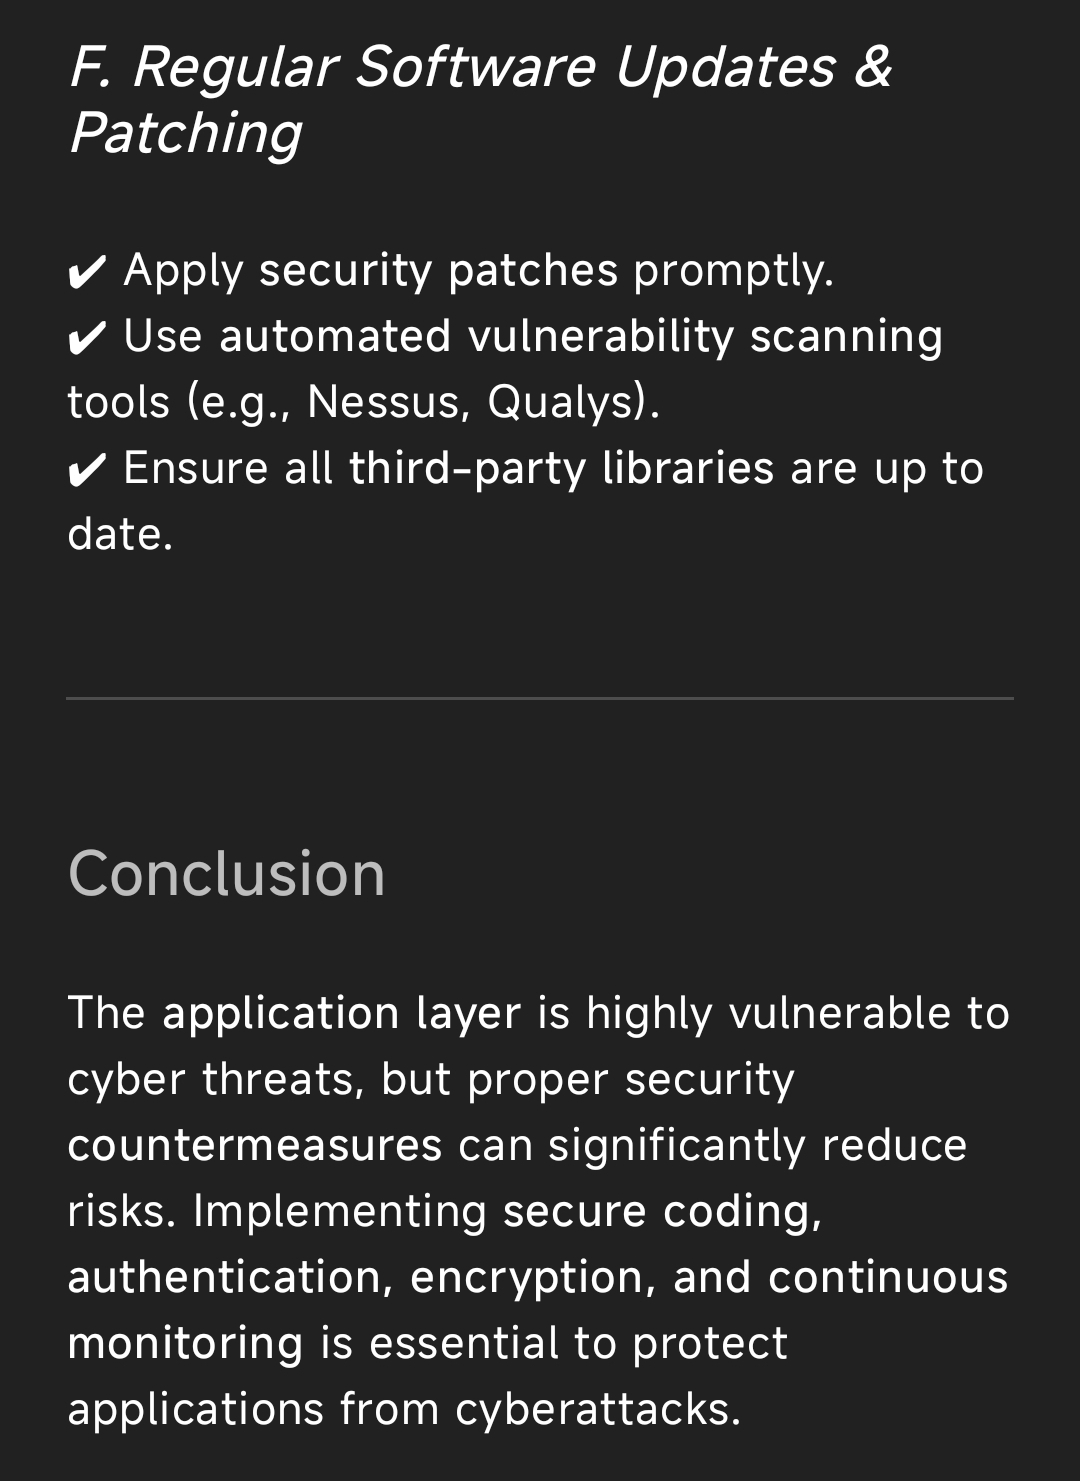 F. Regular Software Updates &
Patching
✔ Apply security patches promptly.
✔ Use automated vulnerability scanning
tools (e.g., Nessus, Qualys).
✔ Ensure all third-party libraries are up to
date.
Conclusion
The application layer is highly vulnerable to
cyber threats, but proper security
countermeasures can significantly reduce
risks. Implementing secure coding,
authentication, encryption, and continuous
monitoring is essential to protect
applications from cyberattacks.